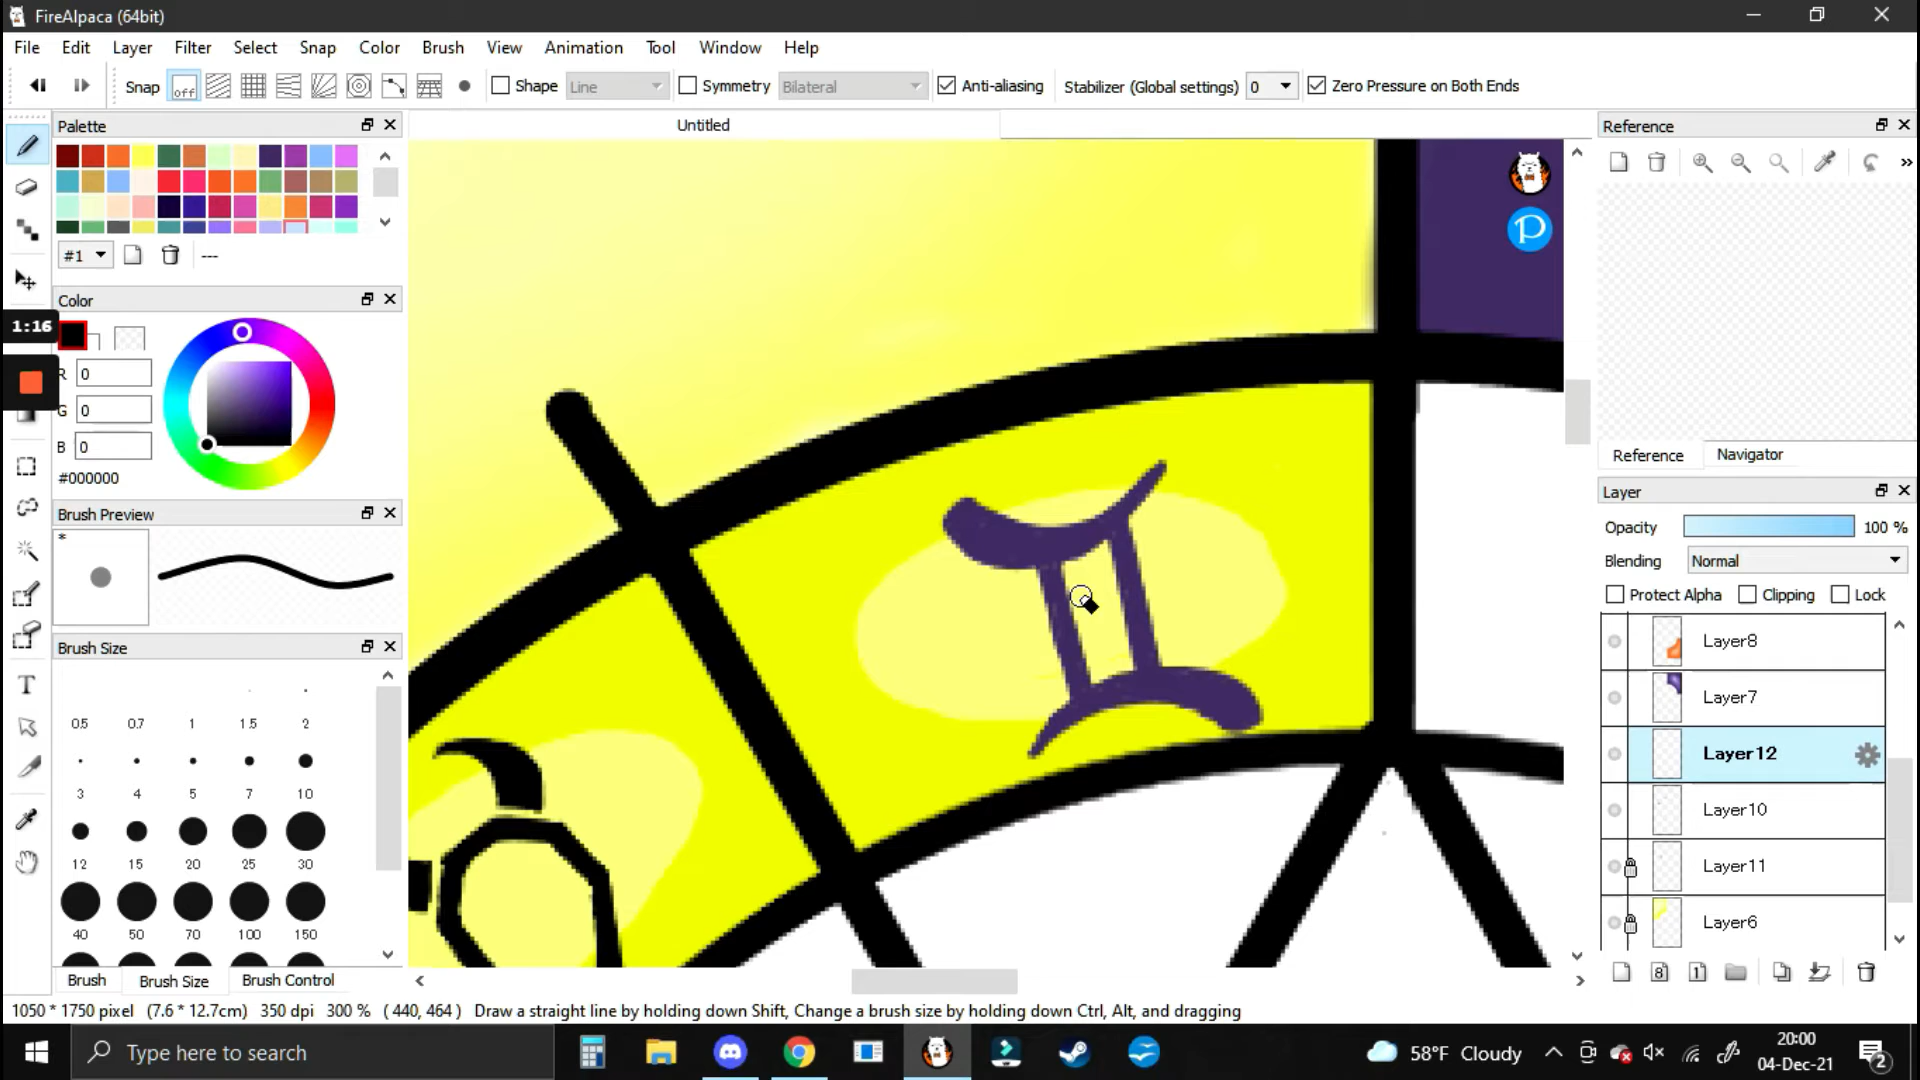 FireAlpaca (64bit)
File Edit Layer Filter Select Snap Color Brush View Animation Tool Window Help
Snap off Shape Line Symmetry Bilateral Anti-aliasing Stabilizer (Global settings) 0 Zero Pressure on Both Ends
Palette
Untitled
Reference
#1 ---
Color
1:16
R 0
G 0
B 0
#000000
Reference Navigator
Layer
Brush Preview
*
Opacity 100 %
Blending Normal
Protect Alpha Clipping Lock
Brush Size
0.5 0.7 1 1.5 2
3 4 5 7 10
12 15 20 25 30
40 50 70 100 150
Layer8
Layer7
Layer12
Layer10
Layer11
Layer6
T
P
8 1
Brush Brush Size Brush Control
1050 * 1750 pixel (7.6 * 12.7cm) 350 dpi 300 % ( 440, 464 ) Draw a straight line by holding down Shift, Change a brush size by holding down Ctrl, Alt, and dragging
Type here to search
58°F Cloudy
20:00
04-Dec-21
2